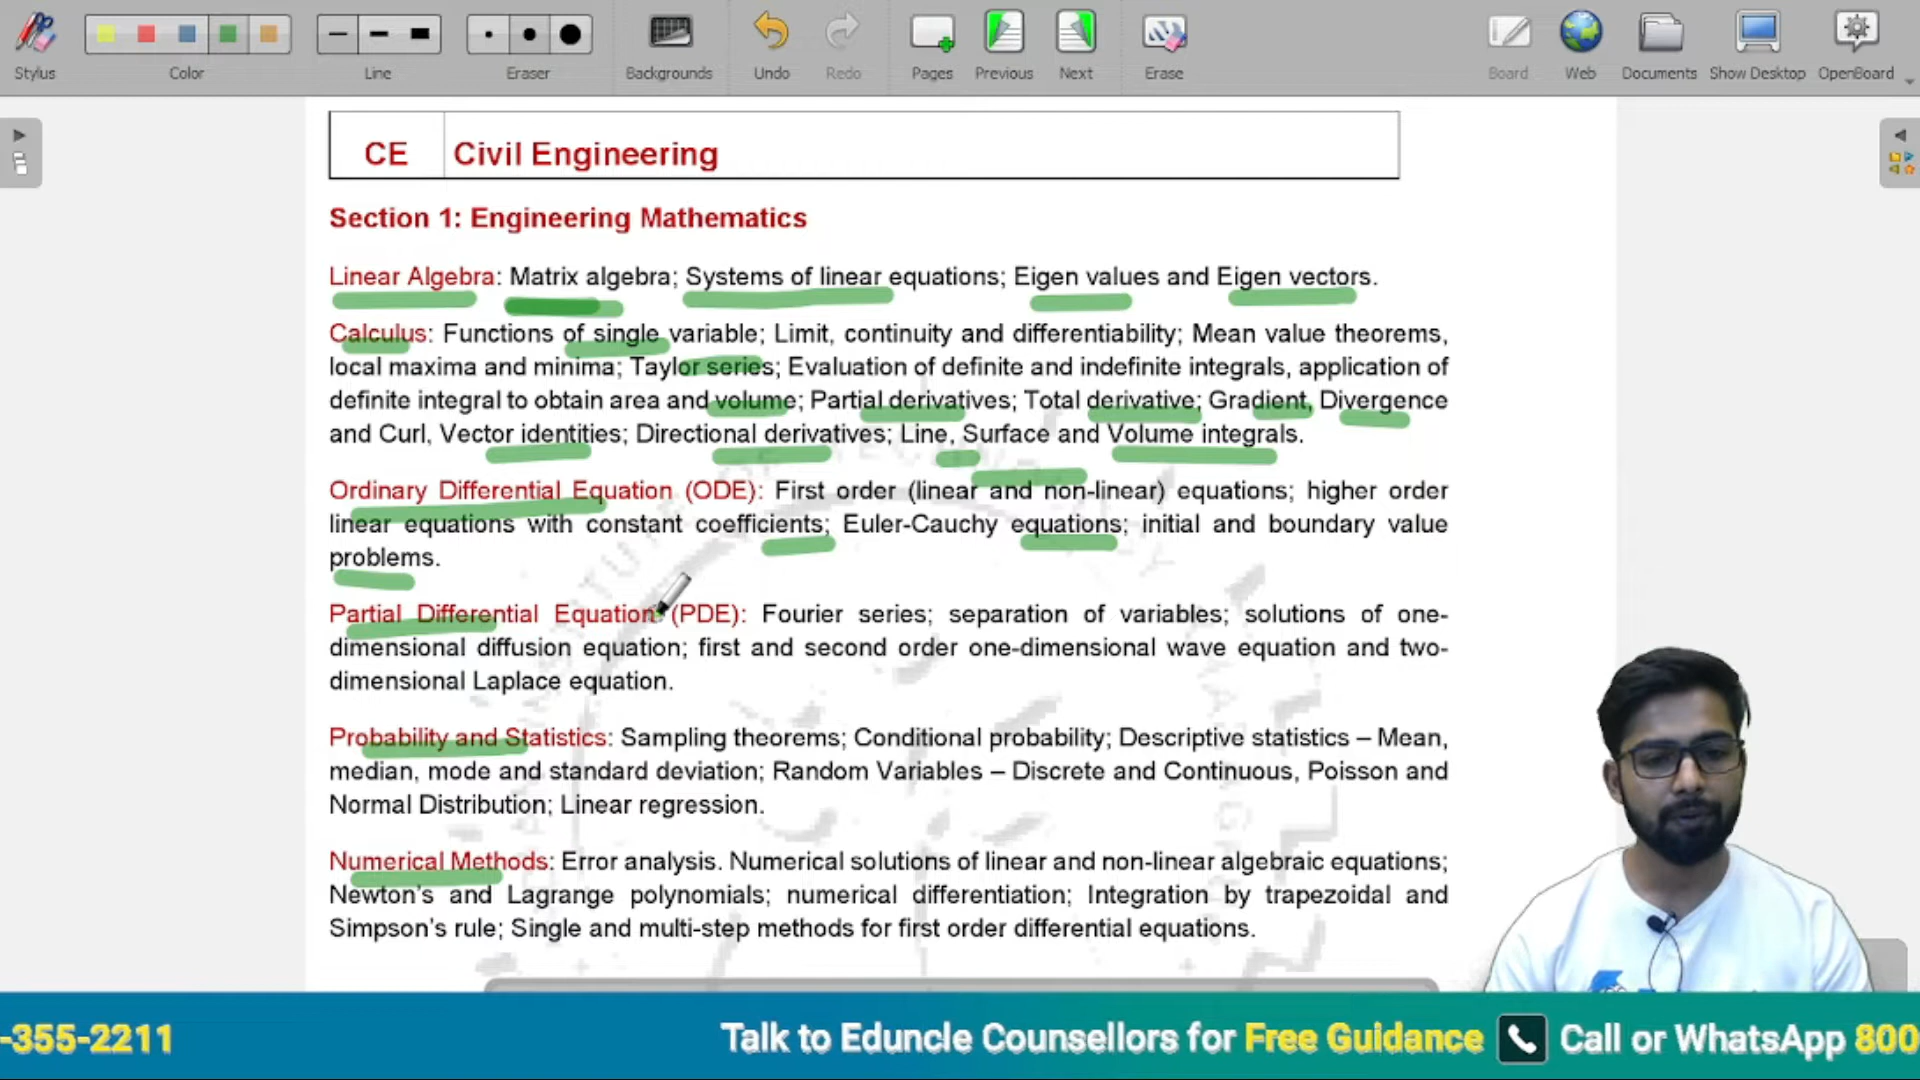 Stylus
Color
Line
Eraser
Backgrounds
Undo
Redo
Pages
Previous
Next
Erase
Board
Web
Documents
Show Desktop
OpenBoard
CE Civil Engineering
Section 1: Engineering Mathematics
Linear Algebra: Matrix algebra; Systems of linear equations; Eigen values and Eigen vectors.
Calculus: Functions of single variable; Limit, continuity and differentiability; Mean value theorems,
local maxima and minima; Taylor series; Evaluation of definite and indefinite integrals, application of
definite integral to obtain area and volume; Partial derivatives; Total derivative; Gradient, Divergence
and Curl, Vector identities; Directional derivatives; Line, Surface and Volume integrals.
Ordinary Differential Equation (ODE): First order (linear and non-linear) equations; higher order
linear equations with constant coefficients; Euler-Cauchy equations; initial and boundary value
problems.
Partial Differential Equation (PDE): Fourier series; separation of variables; solutions of one-
dimensional diffusion equation; first and second order one-dimensional wave equation and two-
dimensional Laplace equation.
Probability and Statistics: Sampling theorems; Conditional probability; Descriptive statistics – Mean,
median, mode and standard deviation; Random Variables – Discrete and Continuous, Poisson and
Normal Distribution; Linear regression.
Numerical Methods: Error analysis. Numerical solutions of linear and non-linear algebraic equations;
Newton's and Lagrange polynomials; numerical differentiation; Integration by trapezoidal and
Simpson's rule; Single and multi-step methods for first order differential equations.
-355-2211
Talk to Eduncle Counsellors for Free Guidance
Call or WhatsApp 800